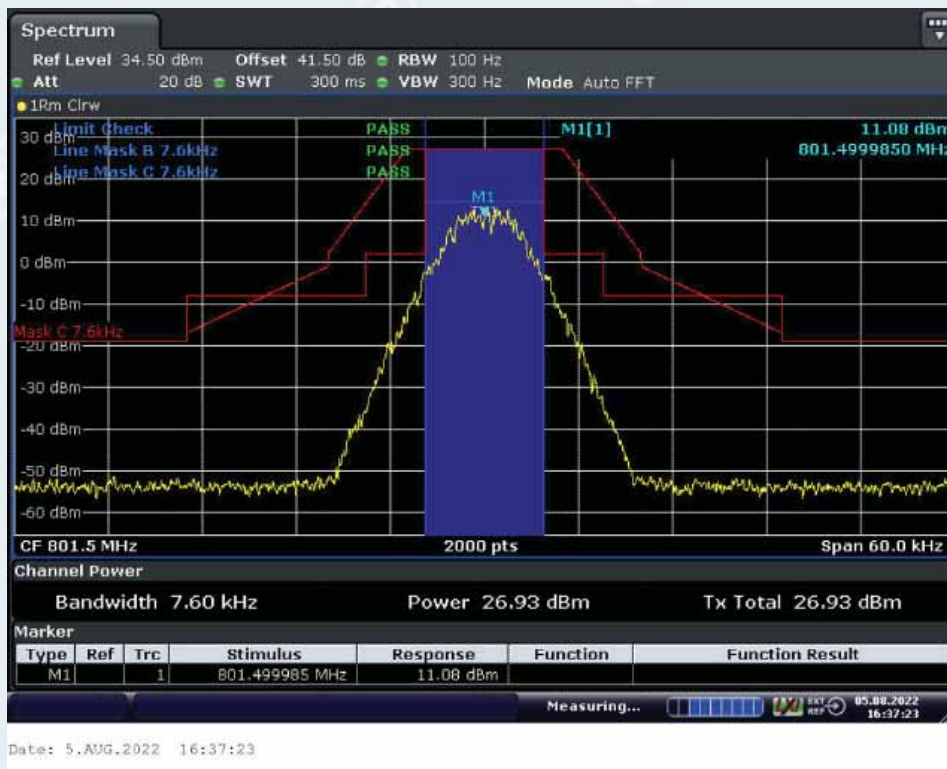 Spectrum
Ref Level 34.50 dBm Offset 41.50 dB RBW 100 Hz
Att 20 dB SWT 300 ms VBW 300 Hz Mode Auto FFT
1Rm Clrw
Limit Check PASS M1[1] 11.08 dBm
30 dBm
Line Mask B 7.6kHz PASS 801.4999850 MHz
Line Mask C 7.6kHz PASS
20 dBm
M1
10 dBm
0 dBm
-10 dBm
Mask C 7.6kHz
-20 dBm
-30 dBm
-40 dBm
-50 dBm
-60 dBm
CF 801.5 MHz 2000 pts Span 60.0 kHz
Channel Power
Bandwidth 7.60 kHz Power 26.93 dBm Tx Total 26.93 dBm
Marker
Type Ref Trc Stimulus Response Function Function Result
M1 1 801.499985 MHz 11.08 dBm
Measuring... EXT REF 05.08.2022
16:37:23
Date: 5.AUG.2022 16:37:23